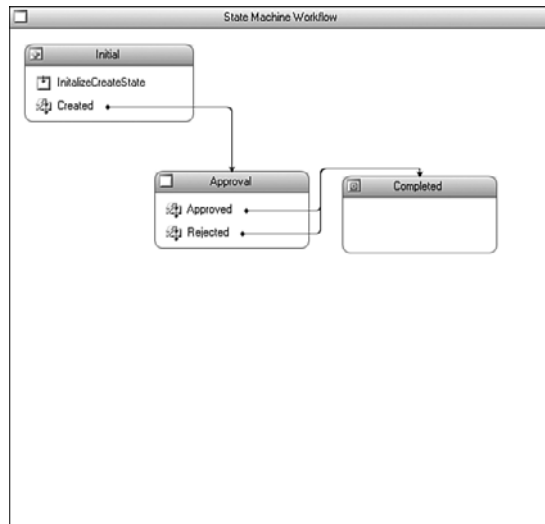 State Machine Workflow
Initial
InitalizeCreateState
Created
Approval
Approved
Rejected
Completed